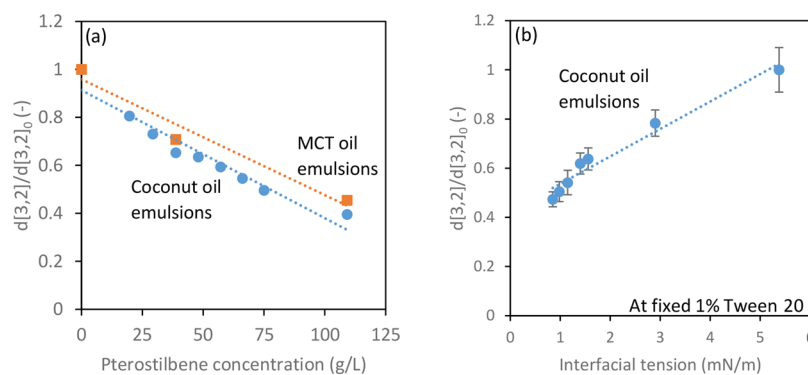 (a)
1.2
1
0.8
0.6
0.4
0.2
0
d[3,2]/d[3,2]0 (-)
MCT oil
emulsions
Coconut oil
emulsions
0 25 50 75 100 125
Pterostilbene concentration (g/L)
(b)
1.2
1
0.8
0.6
0.4
0.2
0
d[3,2]/d[3,2]0 (-)
Coconut oil
emulsions
At fixed 1% Tween 20
0 1 2 3 4 5
Interfacial tension (mN/m)